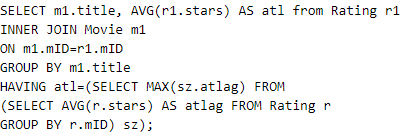 SELECT m1.title, AVG(r1.stars) AS atl from Rating r1
INNER JOIN Movie m1
ON m1.mID=r1.mID
GROUP BY m1.title
HAVING atl=(SELECT MAX(sz.atlag) FROM
(SELECT AVG(r.stars) AS atlag FROM Rating r
GROUP BY r.mID) sz);